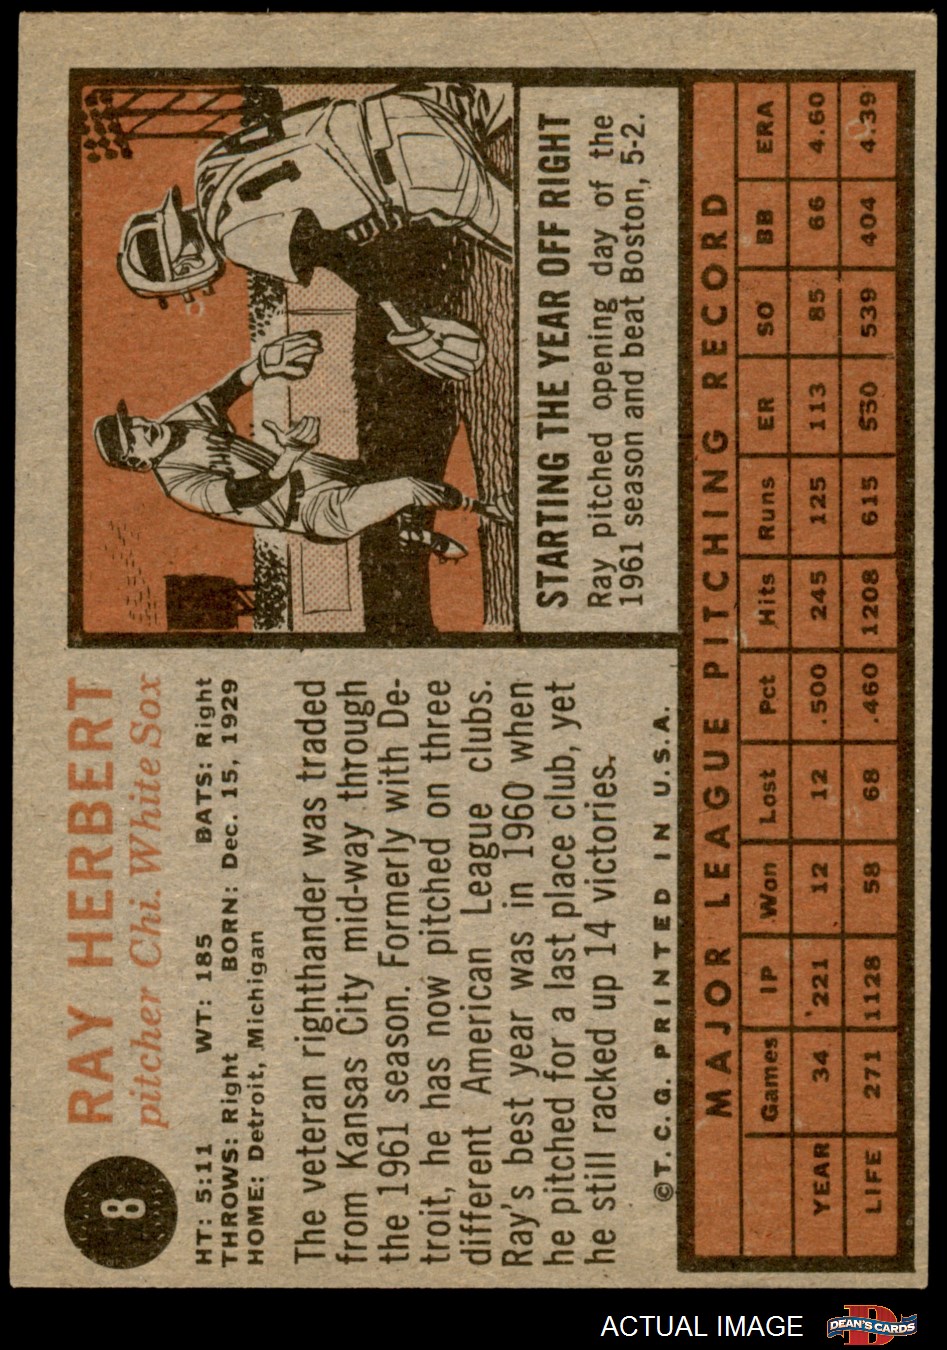 8
RAY HERBERT
pitcher Chi. White Sox
HT: 5:11 WT: 185 BATS: Right
THROWS: Right BORN: Dec. 15, 1929
HOME: Detroit, Michigan
The veteran righthander was traded
from Kansas City mid-way through
the 1961 season. Formerly with De-
troit, he has now pitched on three
different American League clubs.
Ray's best year was in 1960 when
he pitched for a last place club, yet
he still racked up 14 victories.
©T. C. G. PRINTED IN U.S.A.
1
CHI
STARTING THE YEAR OFF RIGHT
Ray pitched opening day of the
1961 season and beat Boston, 5-2.
MAJOR LEAGUE PITCHING RECORD
Games IP Won Lost Pct Hits Runs ER SO BB ERA
YEAR 34 221 12 12 .500 245 125 113 85 66 4.60
LIFE 271 1128 58 68 .460 1208 615 550 539 404 4.39
ACTUAL IMAGE
D
DEAN'S CARDS